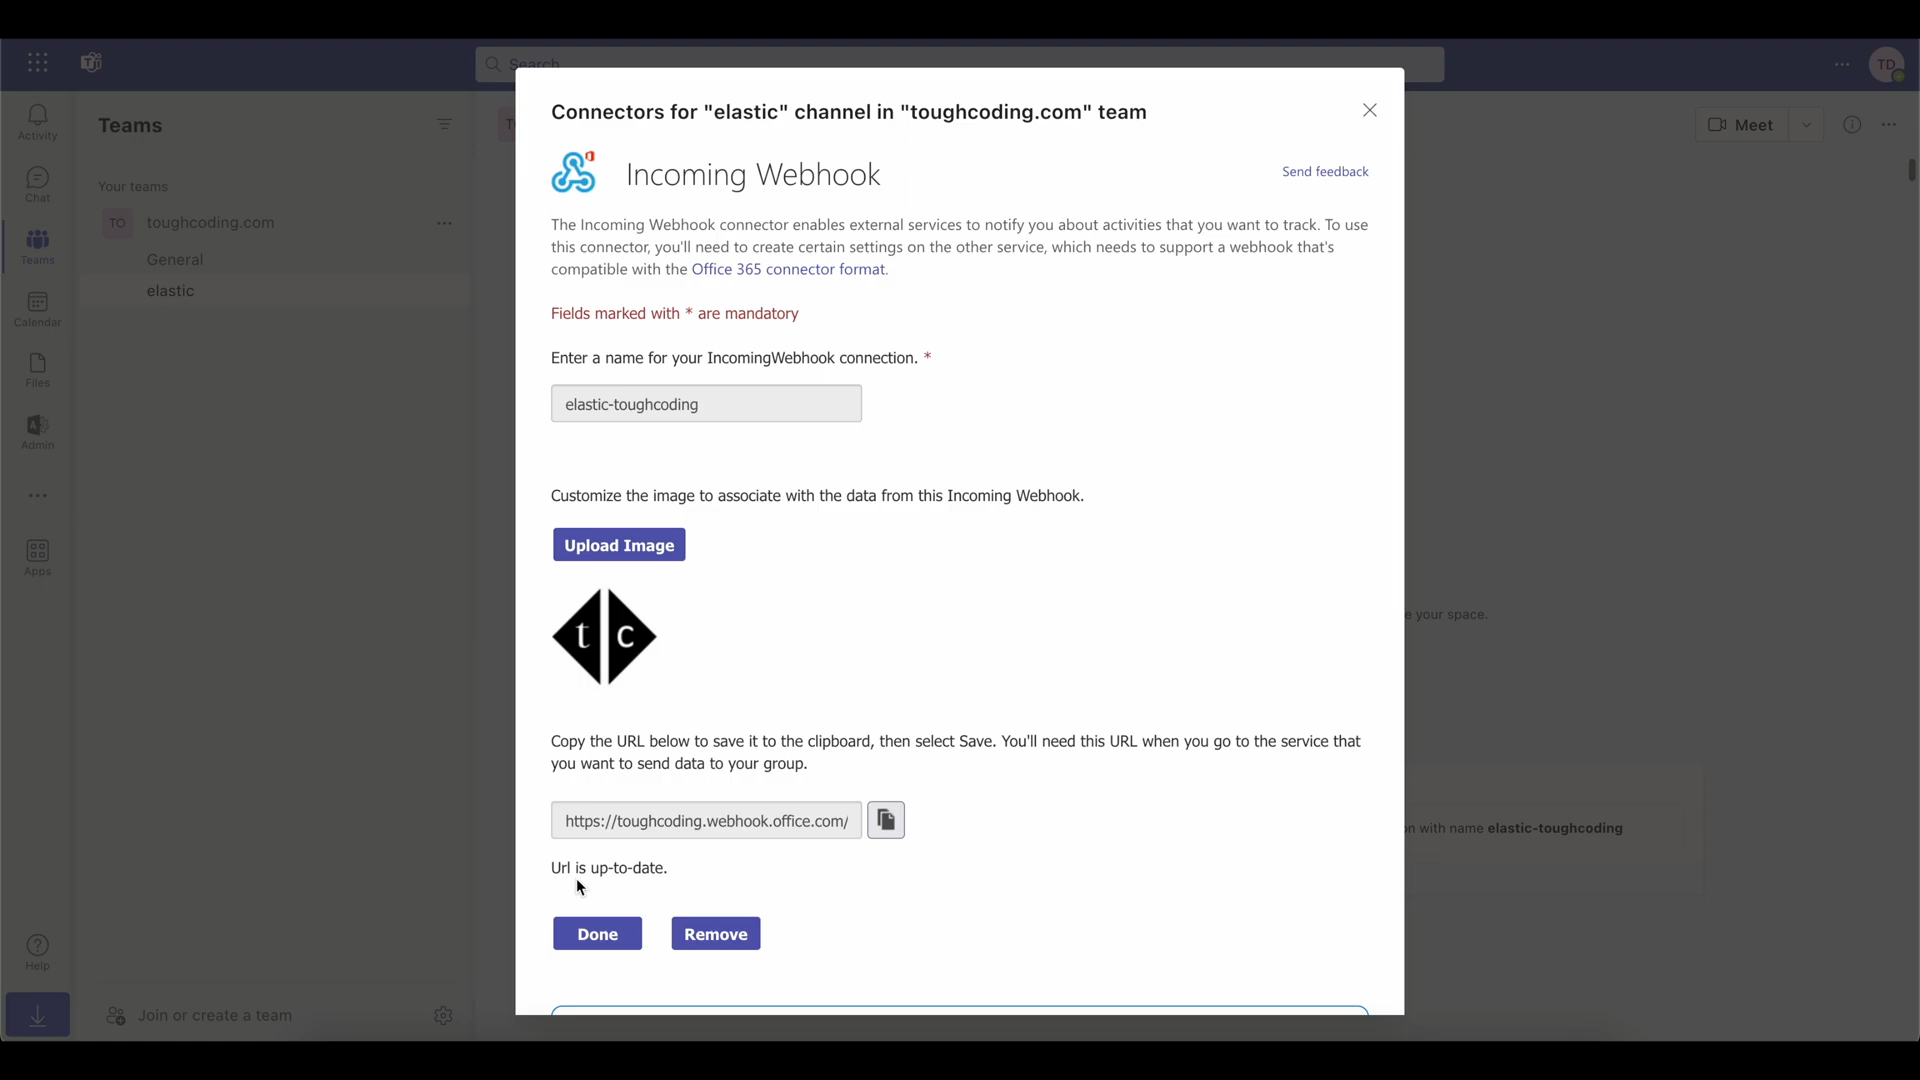 Search
TD
Connectors for "elastic" channel in "toughcoding.com" team
Activity
Teams
Meet
Incoming Webhook
Send feedback
Chat
Your teams
TO
toughcoding.com
The Incoming Webhook connector enables external services to notify you about activities that you want to track. To use
this connector, you'll need to create certain settings on the other service, which needs to support a webhook that's
compatible with the Office 365 connector format.
Teams
General
elastic
Calendar
Fields marked with * are mandatory
Enter a name for your IncomingWebhook connection. *
Files
elastic-toughcoding
Admin
Customize the image to associate with the data from this Incoming Webhook.
Upload Image
Apps
t c
e your space.
Copy the URL below to save it to the clipboard, then select Save. You'll need this URL when you go to the service that
you want to send data to your group.
https://toughcoding.webhook.office.com/
on with name elastic-toughcoding
Url is up-to-date.
Done
Remove
Help
Join or create a team